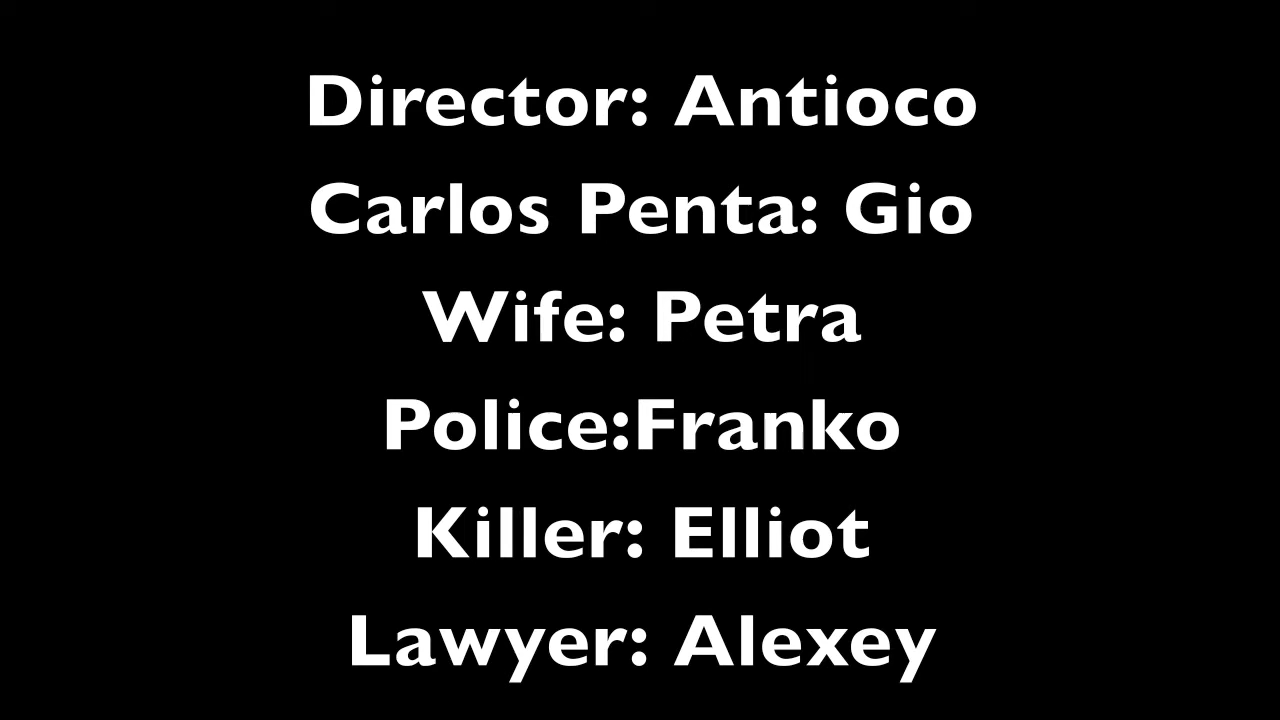 Director: Antioco
Carlos Penta: Gio
Wife: Petra
Police:Franko
Killer: Elliot
Lawyer: Alexey